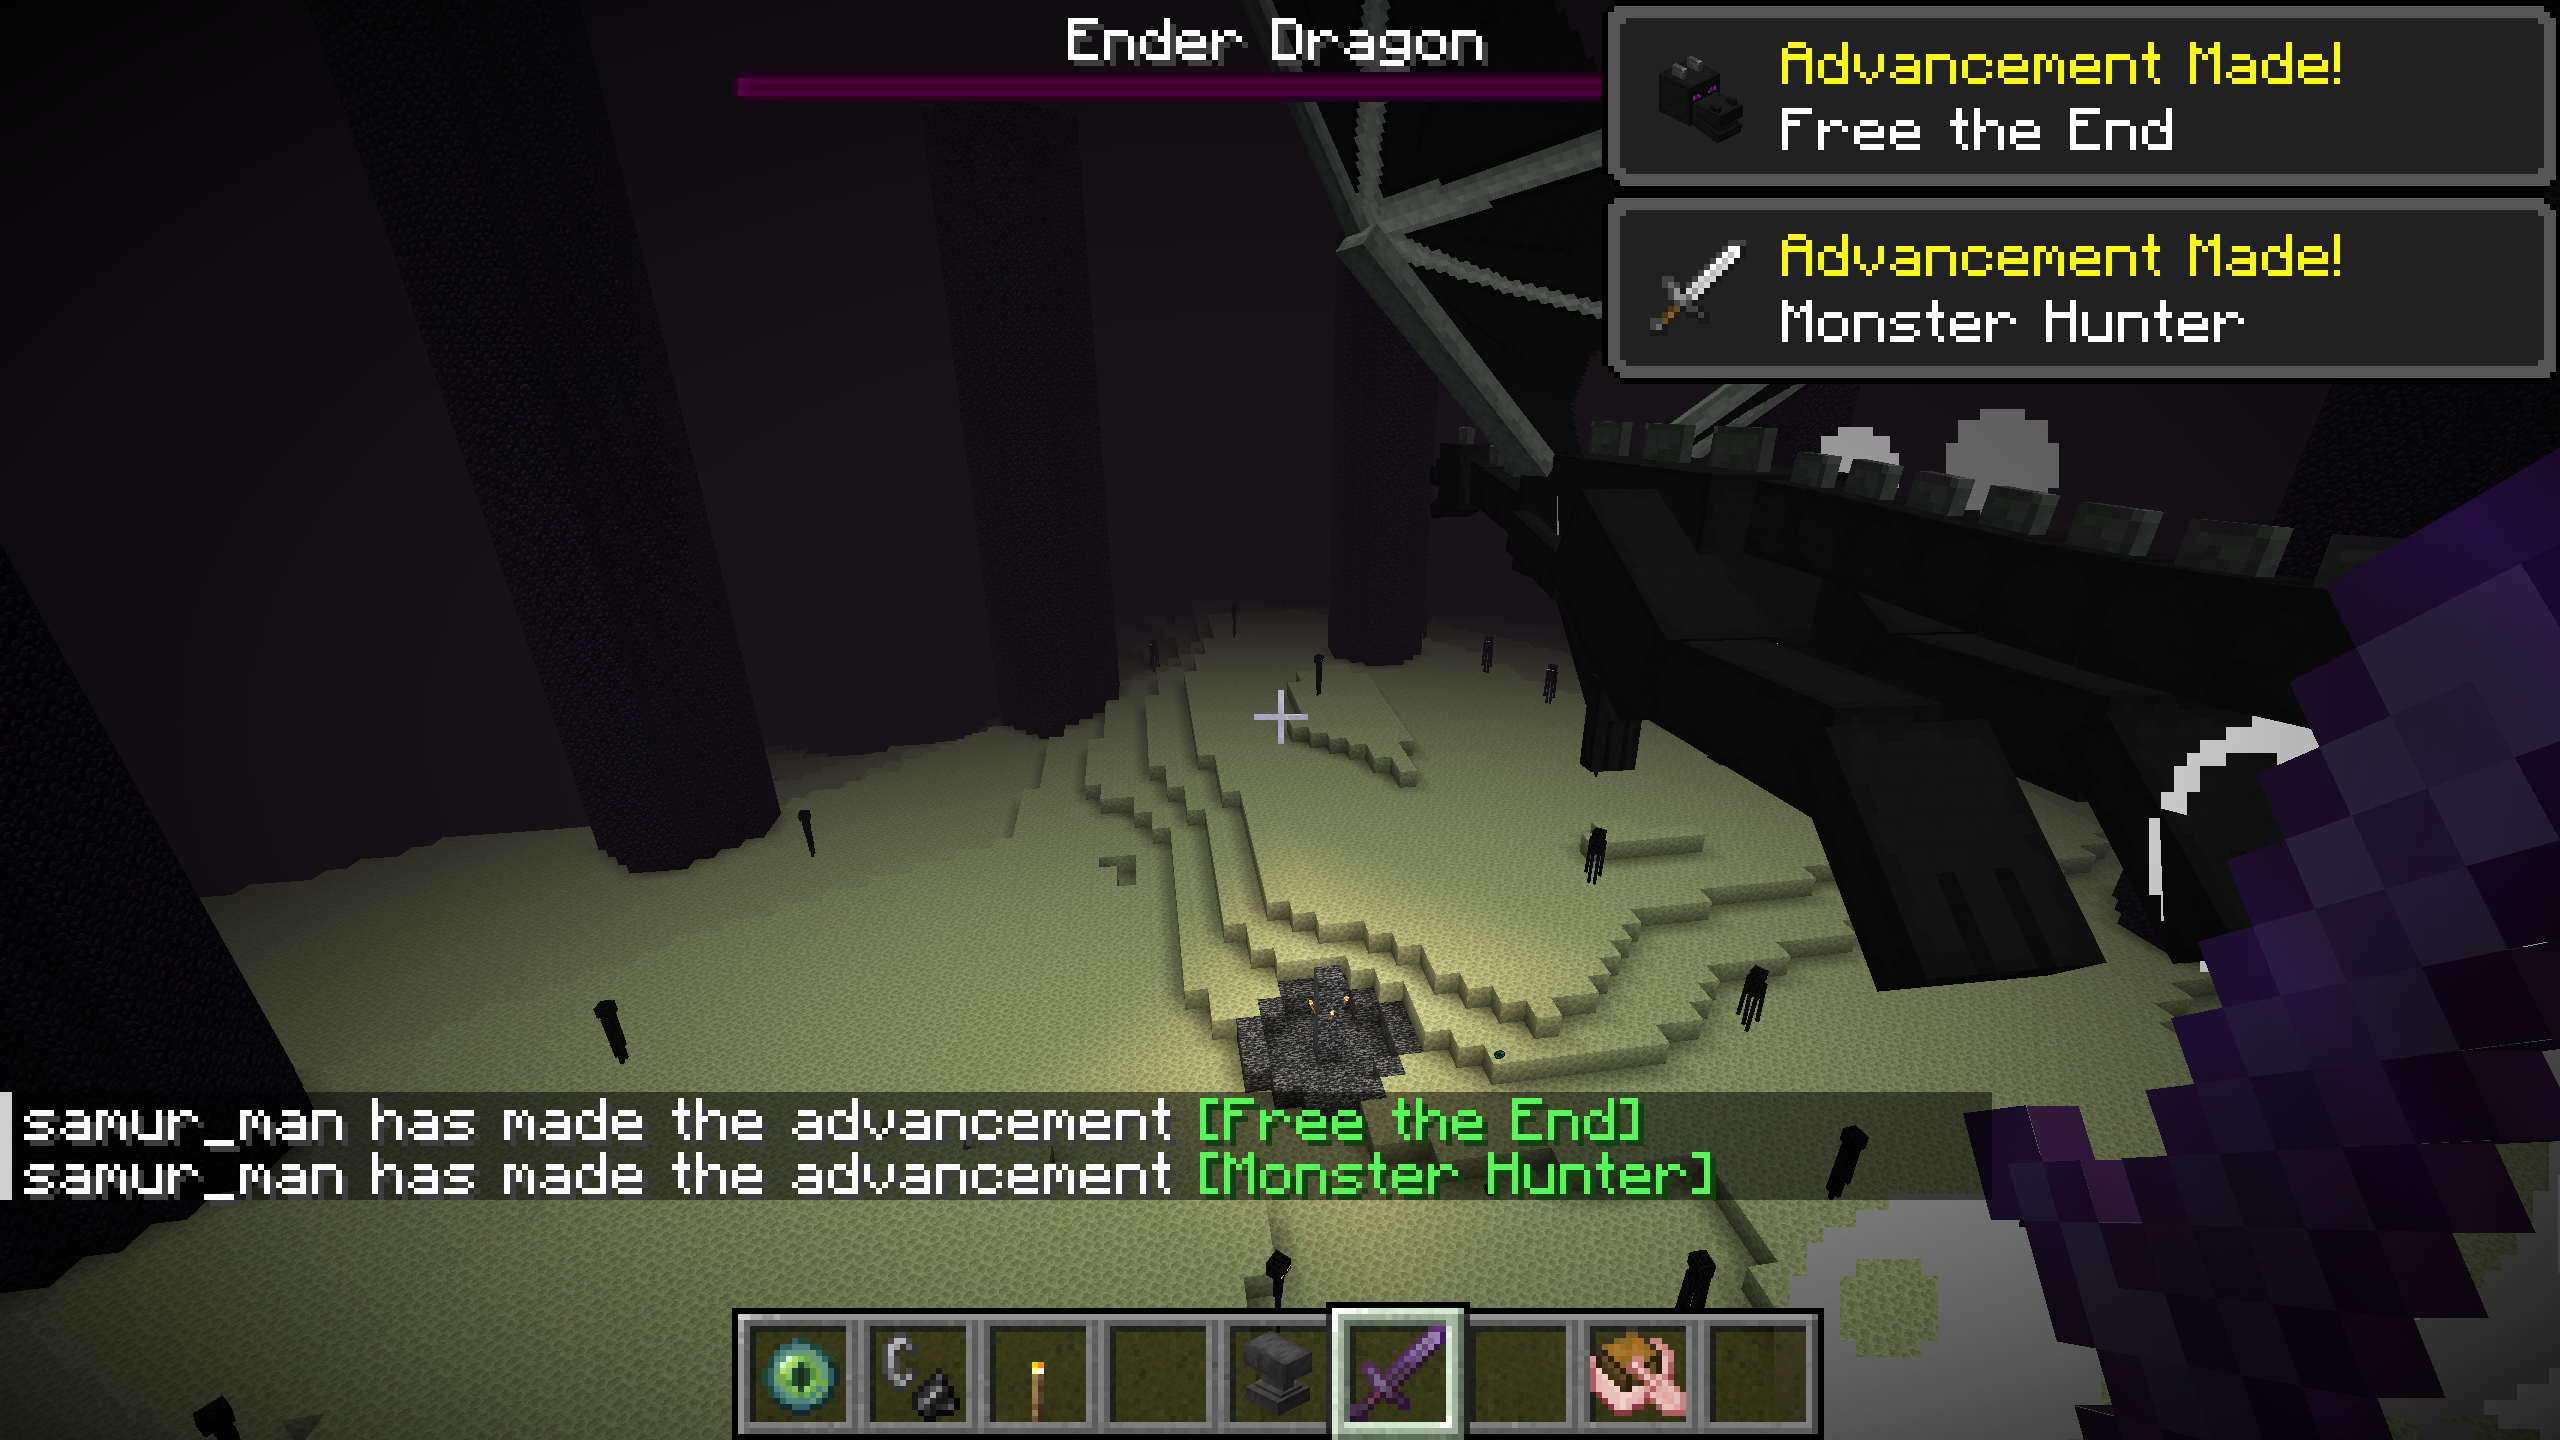 Ender Dragon
Advancement Made!
Free the End
Advancement Made!
Monster Hunter
samur_man has made the advancement [Free the End]
samur_man has made the advancement [Monster Hunter]